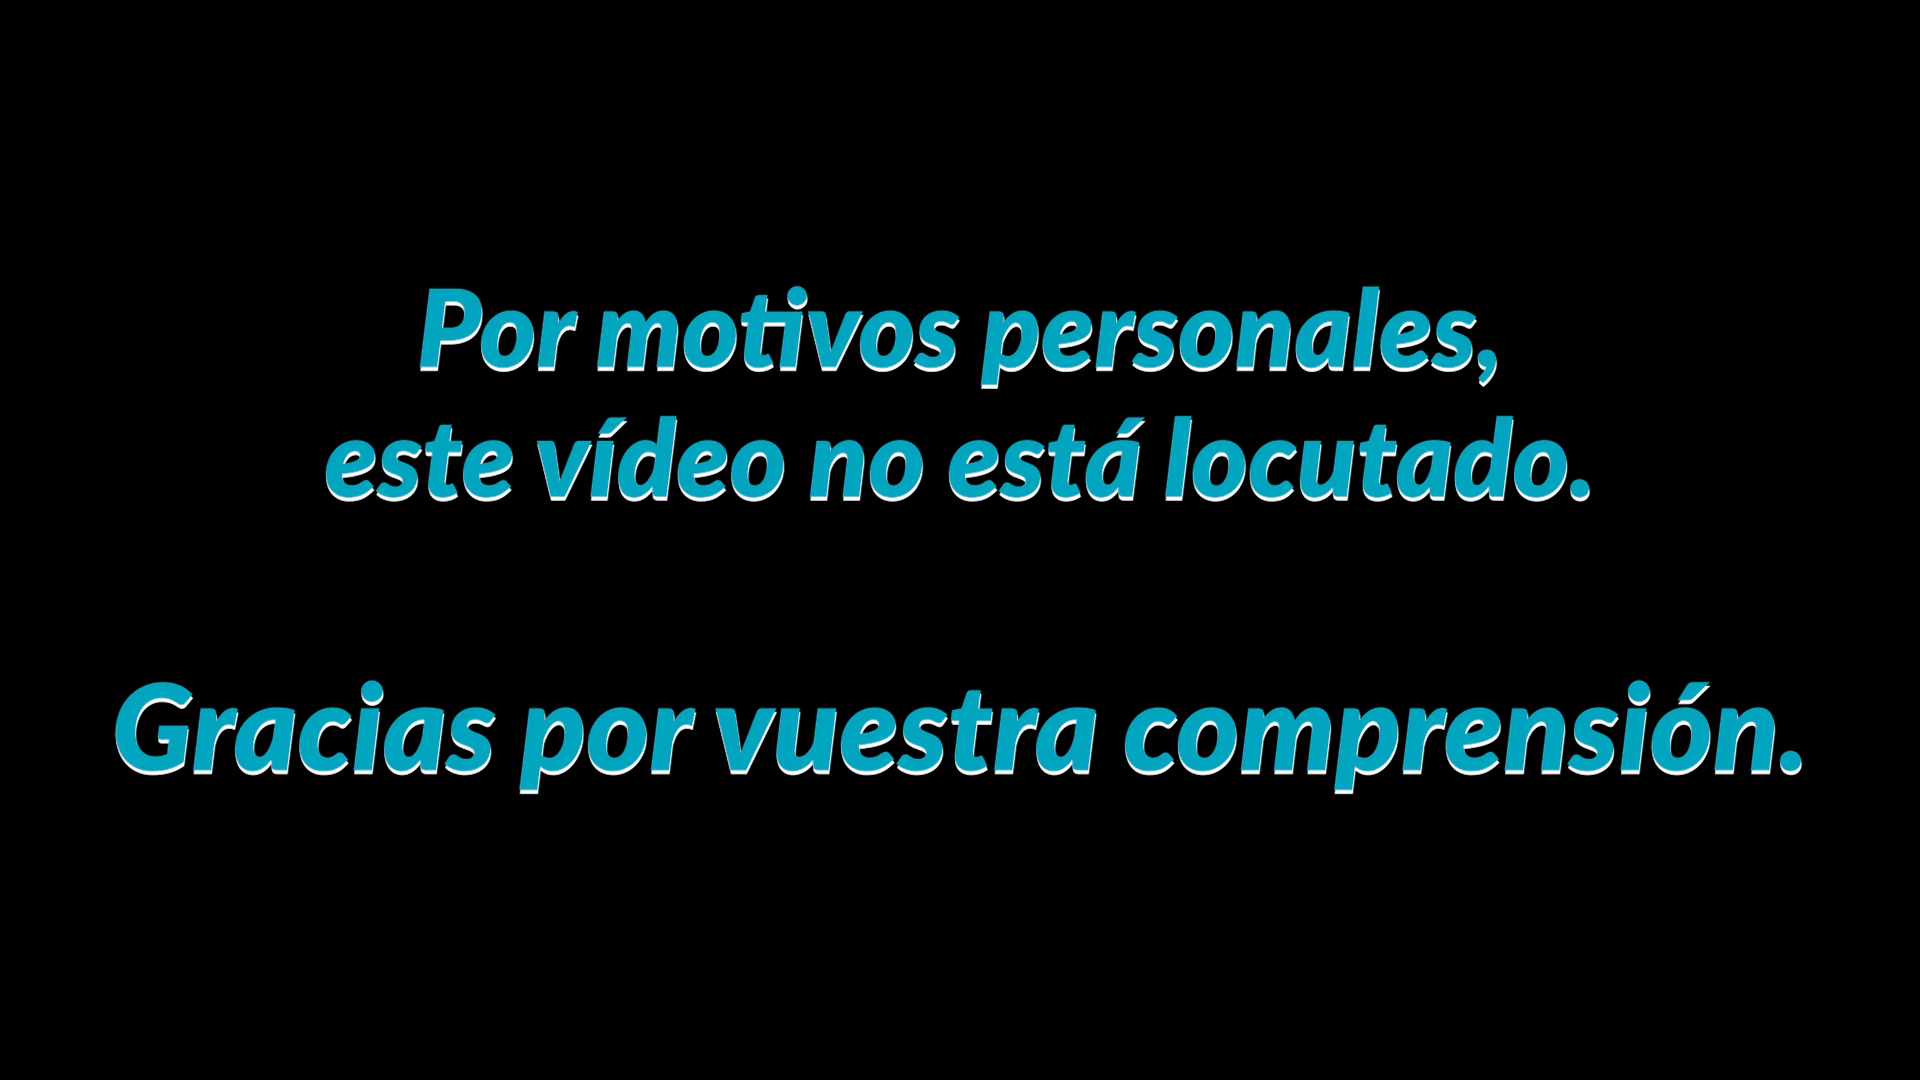 Por motivos personales,
este vídeo no está locutado.
Gracias por vuestra comprensión.